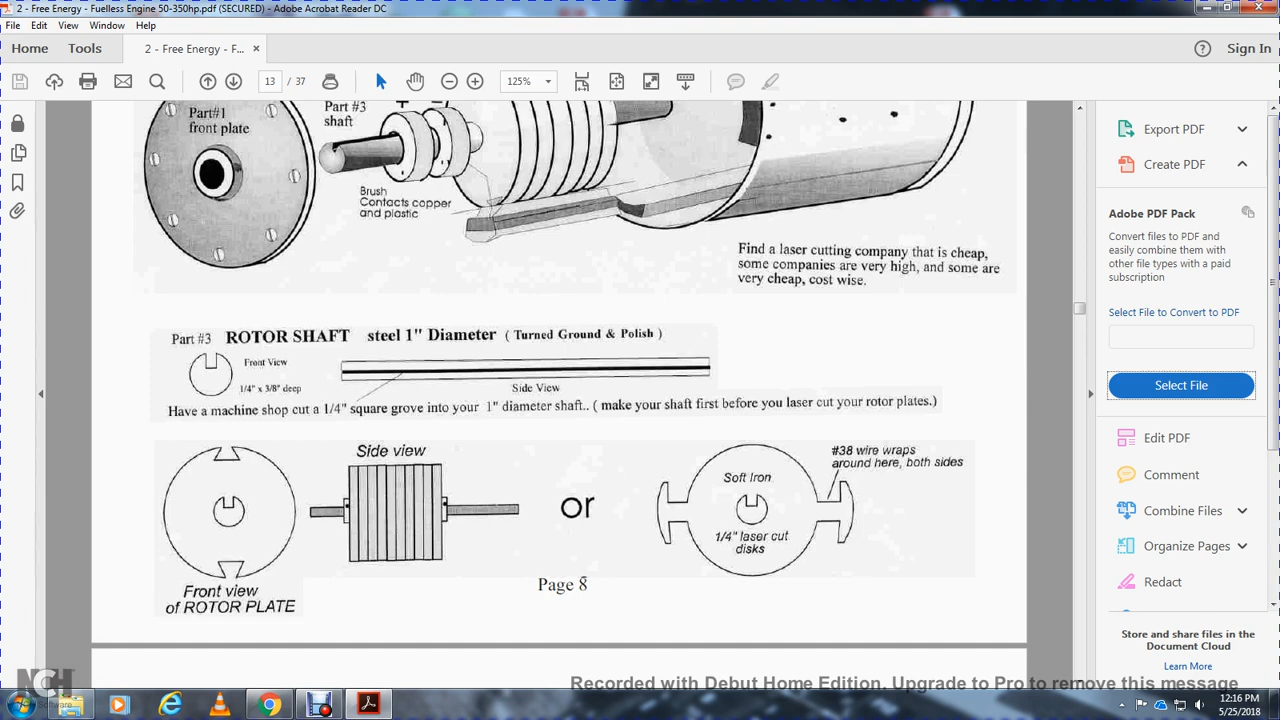 2 - Free Energy - Fuelless Engine 50-350hp.pdf (SECURED) - Adobe Acrobat Reader DC
File Edit View Window Help
Home Tools 2 - Free Energy - F... × Sign In
13 / 37 125%
Part#1
front plate
Part #3
shaft
+ –
Brush
Contacts copper
and plastic
Find a laser cutting company that is cheap,
some companies are very high, and some are
very cheap, cost wise.
Part #3 ROTOR SHAFT steel 1" Diameter ( Turned Ground & Polish )
Front View
1/4" x 3/8" deep
Side View
Have a machine shop cut a 1/4" square grove into your 1" diameter shaft.. ( make your shaft first before you laser cut your rotor plates.)
Side view
or
#38 wire wraps
around here, both sides
Soft Iron
1/4" laser cut
disks
Front view
of ROTOR PLATE
Page 8
Export PDF
Create PDF
Adobe PDF Pack
Convert files to PDF and
easily combine them with
other file types with a paid
subscription
Select File to Convert to PDF
Select File
Edit PDF
Comment
Combine Files
Organize Pages
Redact
Store and share files in the
Document Cloud
Learn More
NCH
Software
Recorded with Debut Home Edition. Upgrade to Pro to remove this message
12:16 PM
5/25/2018